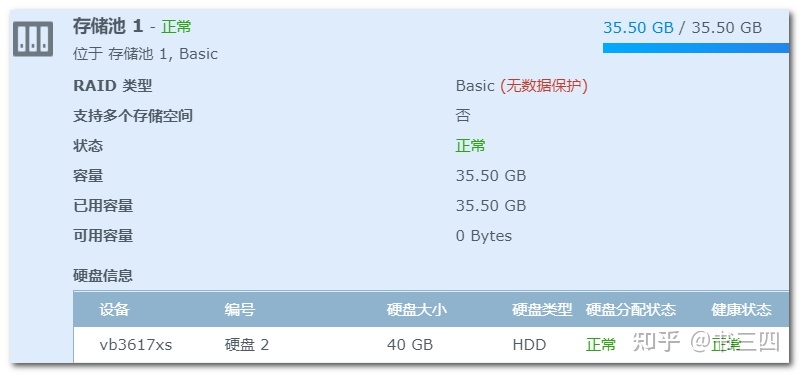 存储池 1 - 正常 35.50 GB / 35.50 GB
位于 存储池 1, Basic
RAID 类型 Basic (无数据保护)
支持多个存储空间 否
状态 正常
容量 35.50 GB
已用容量 35.50 GB
可用容量 0 Bytes
硬盘信息
设备 编号 硬盘大小 硬盘类型 硬盘分配状态 健康状态
vb3617xs 硬盘 2 40 GB HDD 正常 正常
知乎 @书三四